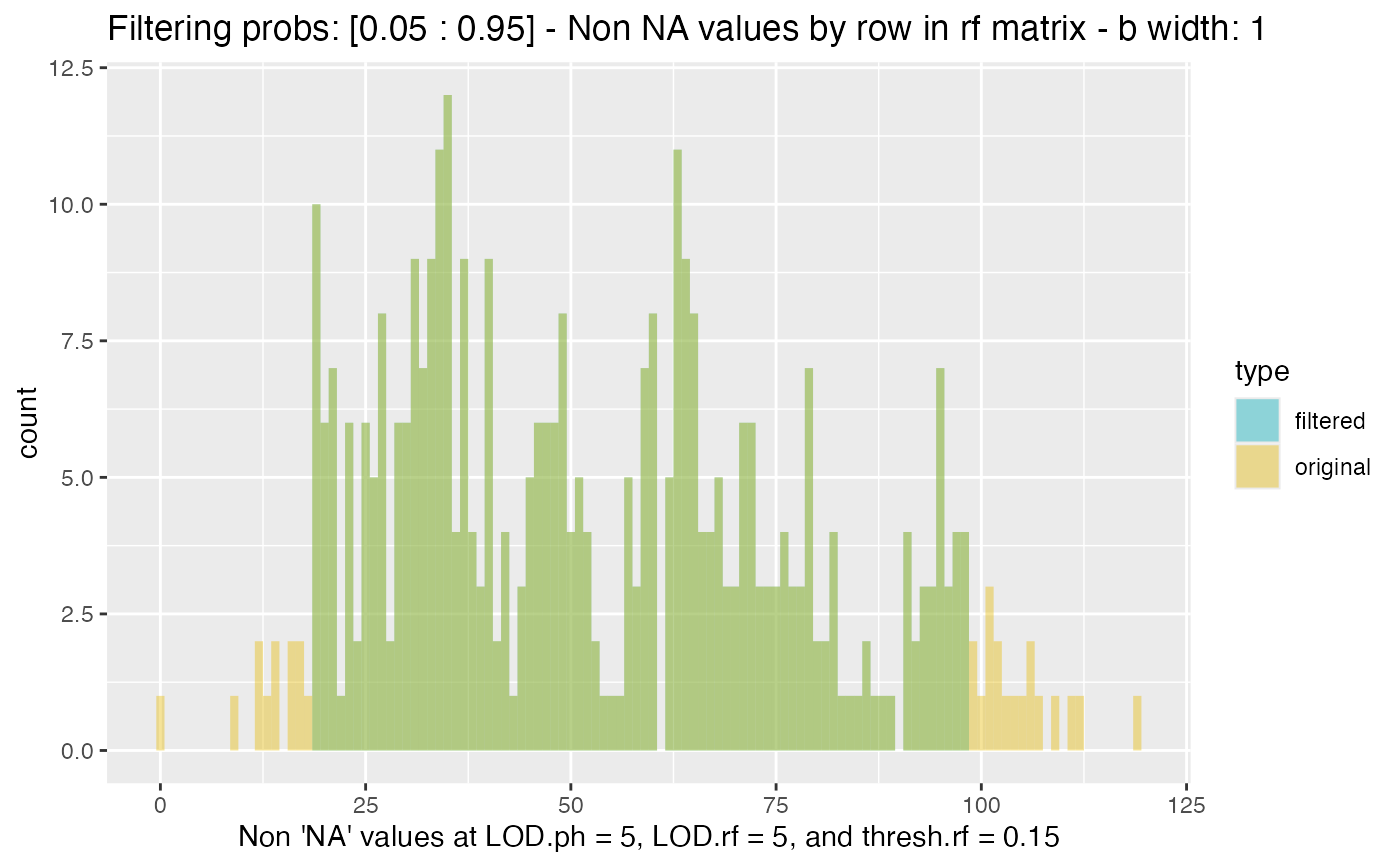 Filtering probs: [0.05 : 0.95] - Non NA values by row in rf matrix - b width: 1
12.5
10.0
7.5
5.0
2.5
0.0
count
0 25 50 75 100 125
Non 'NA' values at LOD.ph = 5, LOD.rf = 5, and thresh.rf = 0.15
type
filtered
original